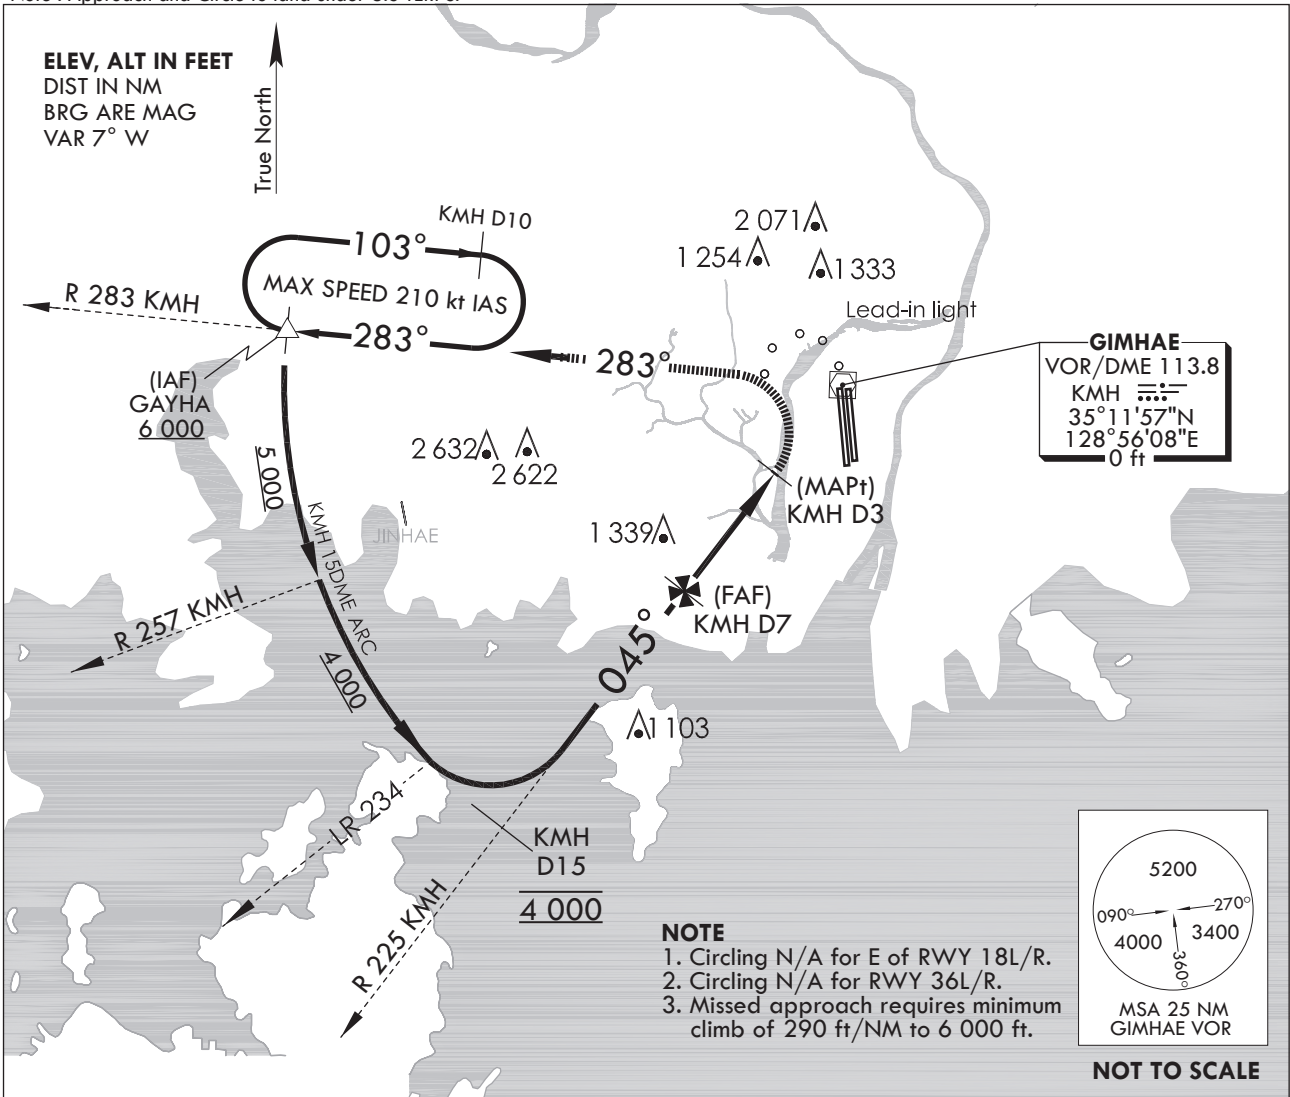 ELEV, ALT IN FEET
DIST IN NM
BRG ARE MAG
VAR 7° W
True North
KMH D10
103°
MAX SPEED 210 kt IAS
283°
R 283 KMH
(IAF)
GAYHA
6 000
5 000
KMH 15DME ARC
JINHAE
R 257 KMH
4 000
LR 234
R 225 KMH
KMH
D15
4 000
045°
(FAF)
KMH D7
(MAPt)
KMH D3
283°
2 071
1 254
1 333
2 632
2 622
1 339
1 103
Lead-in light
GIMHAE
VOR/DME 113.8
KMH
35°11'57"N
128°56'08"E
0 ft
NOTE
1. Circling N/A for E of RWY 18L/R.
2. Circling N/A for RWY 36L/R.
3. Missed approach requires minimum
climb of 290 ft/NM to 6 000 ft.
5200
090°
270°
4000
3400
360°
MSA 25 NM
GIMHAE VOR
NOT TO SCALE